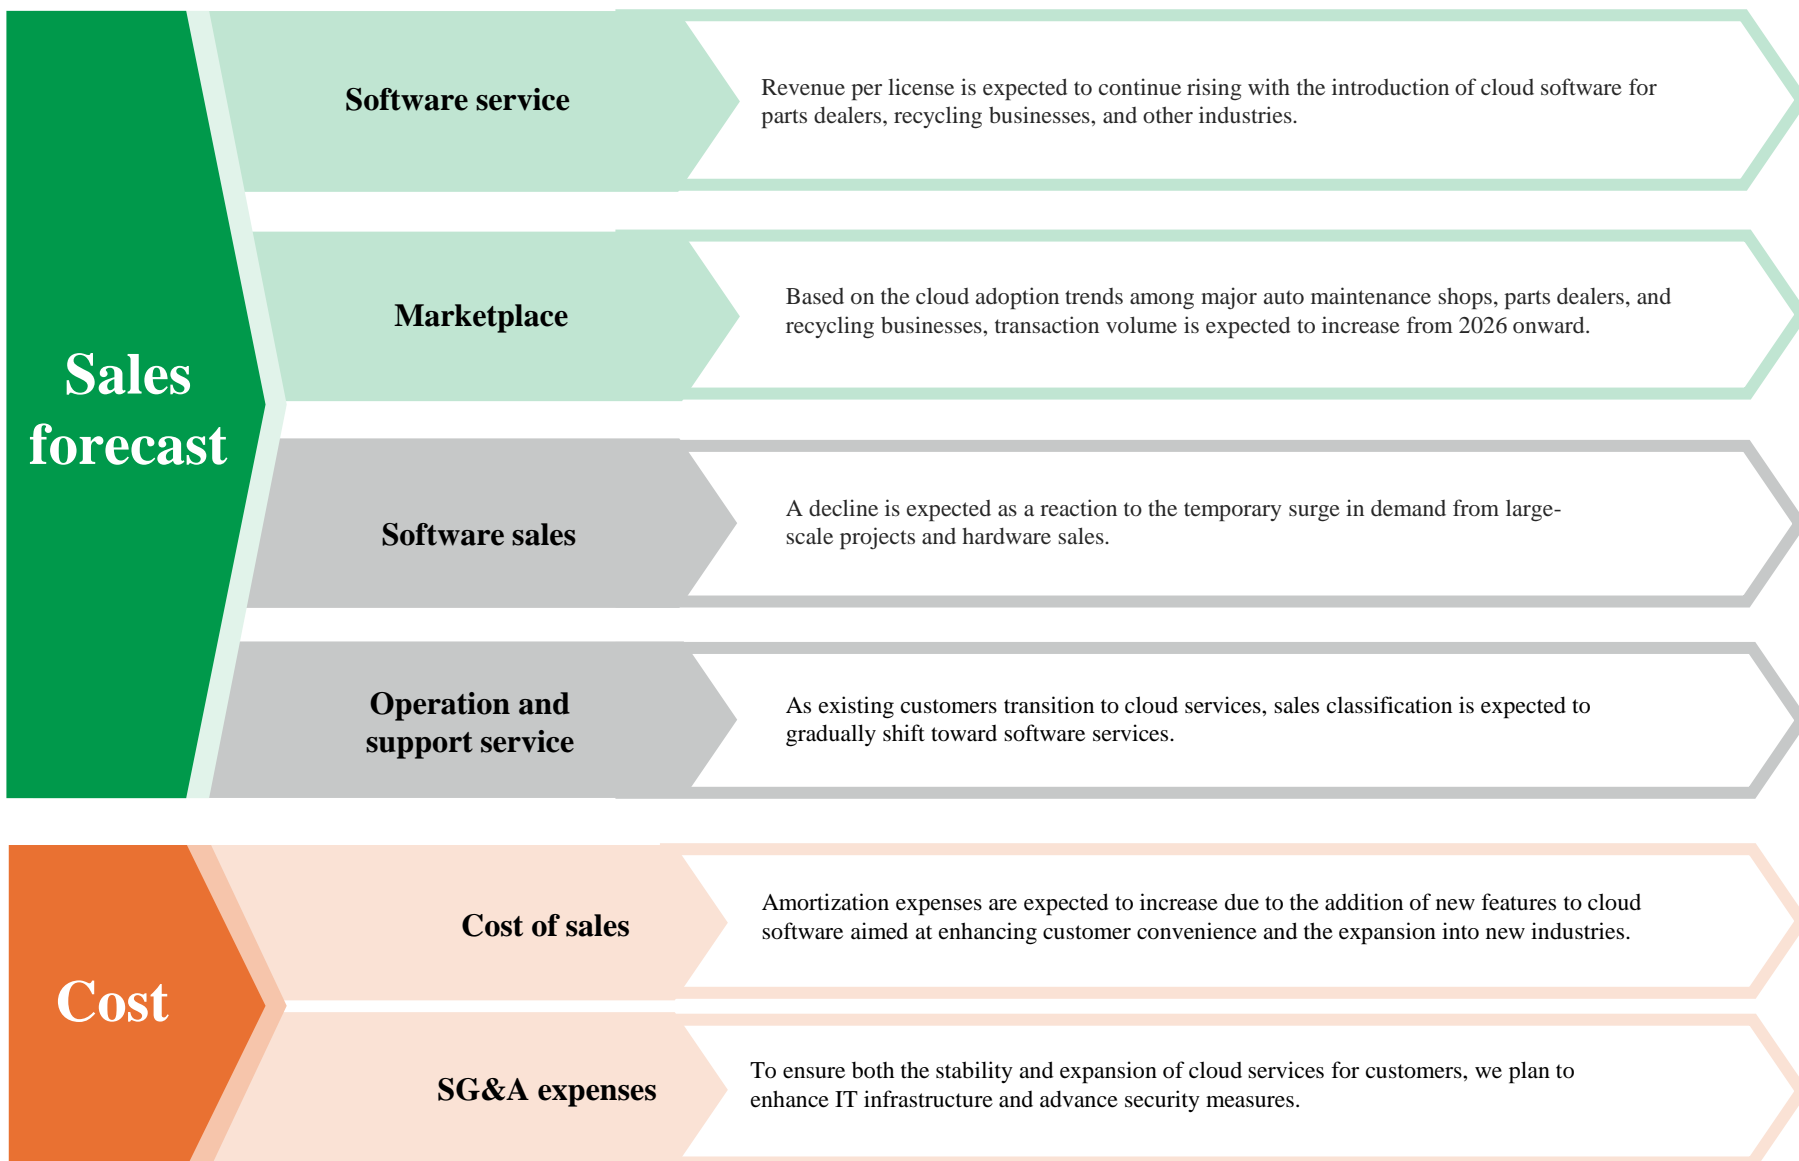 Sales
forecast
Software service
Revenue per license is expected to continue rising with the introduction of cloud software for
parts dealers, recycling businesses, and other industries.
Marketplace
Based on the cloud adoption trends among major auto maintenance shops, parts dealers, and
recycling businesses, transaction volume is expected to increase from 2026 onward.
Software sales
A decline is expected as a reaction to the temporary surge in demand from large-
scale projects and hardware sales.
Operation and
support service
As existing customers transition to cloud services, sales classification is expected to
gradually shift toward software services.
Cost
Cost of sales
Amortization expenses are expected to increase due to the addition of new features to cloud
software aimed at enhancing customer convenience and the expansion into new industries.
SG&A expenses
To ensure both the stability and expansion of cloud services for customers, we plan to
enhance IT infrastructure and advance security measures.